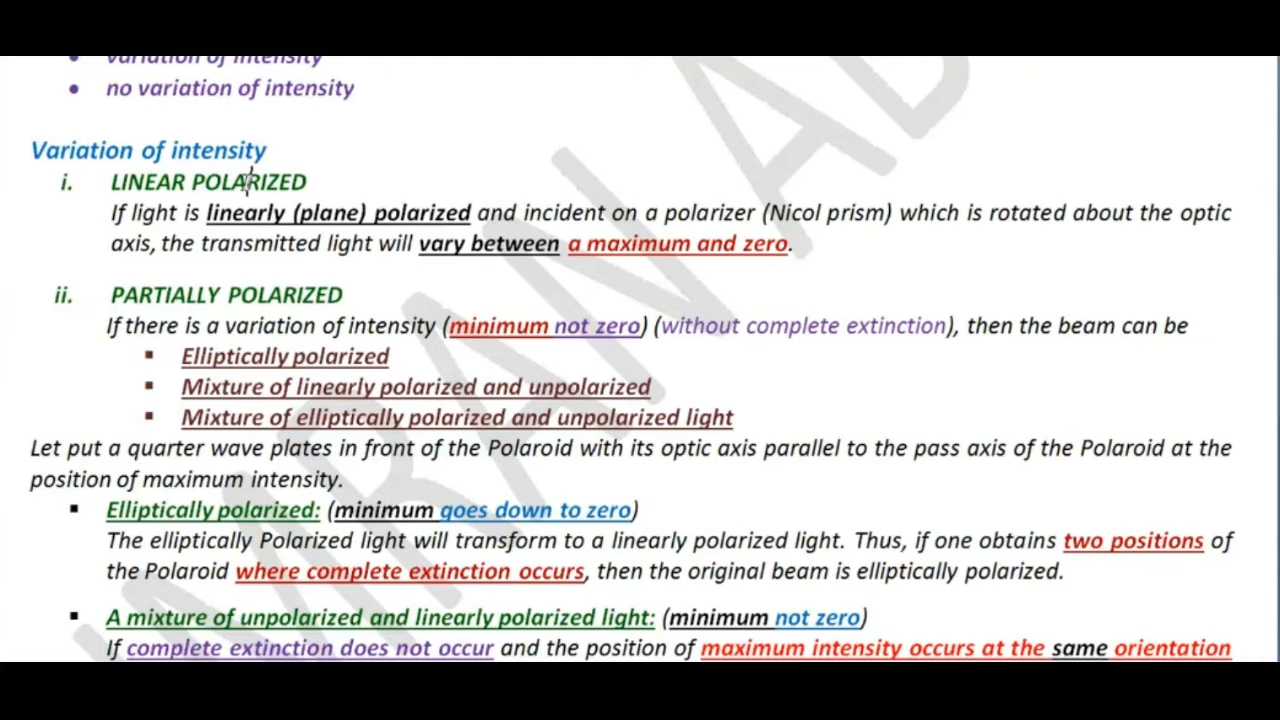 • variation of intensity
• no variation of intensity
Variation of intensity
i. LINEAR POLARIZED
If light is linearly (plane) polarized and incident on a polarizer (Nicol prism) which is rotated about the optic
axis, the transmitted light will vary between a maximum and zero.
ii. PARTIALLY POLARIZED
If there is a variation of intensity (minimum not zero) (without complete extinction), then the beam can be
▪ Elliptically polarized
▪ Mixture of linearly polarized and unpolarized
▪ Mixture of elliptically polarized and unpolarized light
Let put a quarter wave plates in front of the Polaroid with its optic axis parallel to the pass axis of the Polaroid at the
position of maximum intensity.
▪ Elliptically polarized: (minimum goes down to zero)
The elliptically Polarized light will transform to a linearly polarized light. Thus, if one obtains two positions of
the Polaroid where complete extinction occurs, then the original beam is elliptically polarized.
▪ A mixture of unpolarized and linearly polarized light: (minimum not zero)
If complete extinction does not occur and the position of maximum intensity occurs at the same orientation